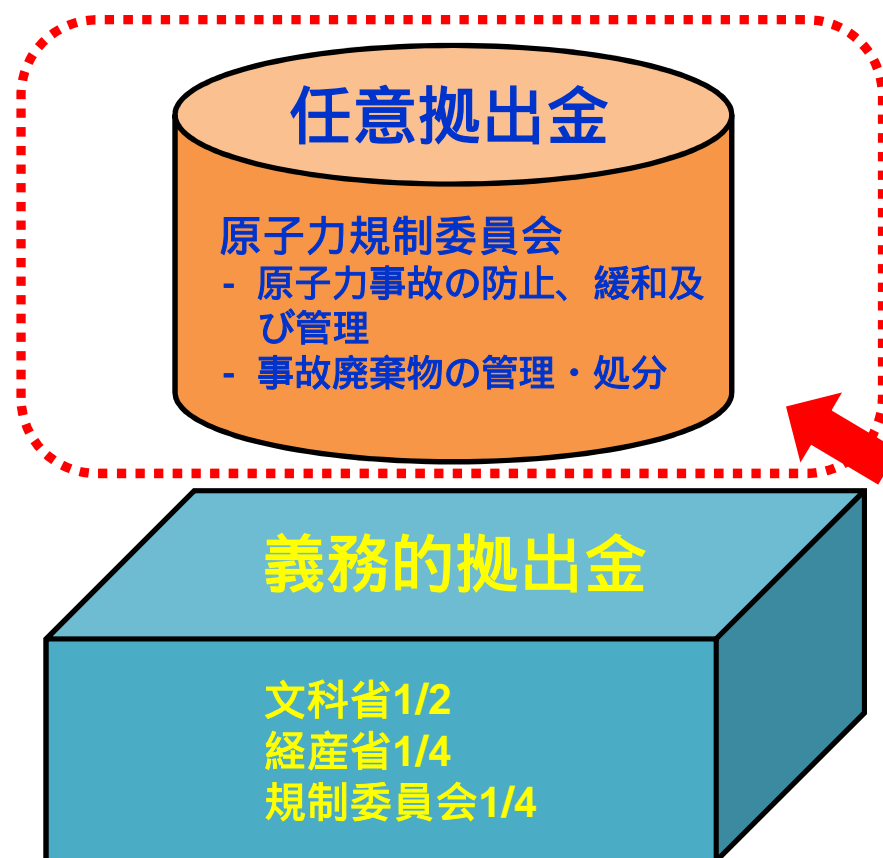 任意拠出金
原子力規制委員会
- 原子力事故の防止、緩和及
び管理
- 事故廃棄物の管理・処分
義務的拠出金
文科省1/2
経産省1/4
規制委員会1/4